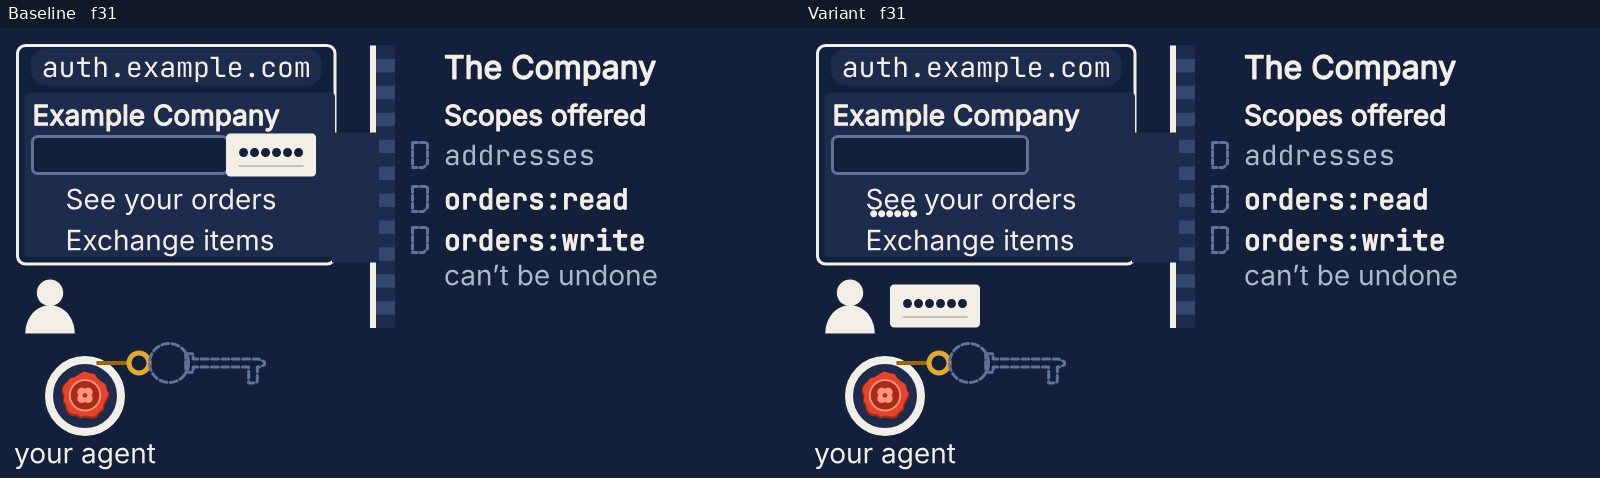 Baseline f31
auth.example.com
Example Company
See your orders
Exchange items
your agent
The Company
Scopes offered
addresses
orders:read
orders:write
can't be undone
Variant f31
auth.example.com
Example Company
See your orders
Exchange items
your agent
The Company
Scopes offered
addresses
orders:read
orders:write
can't be undone